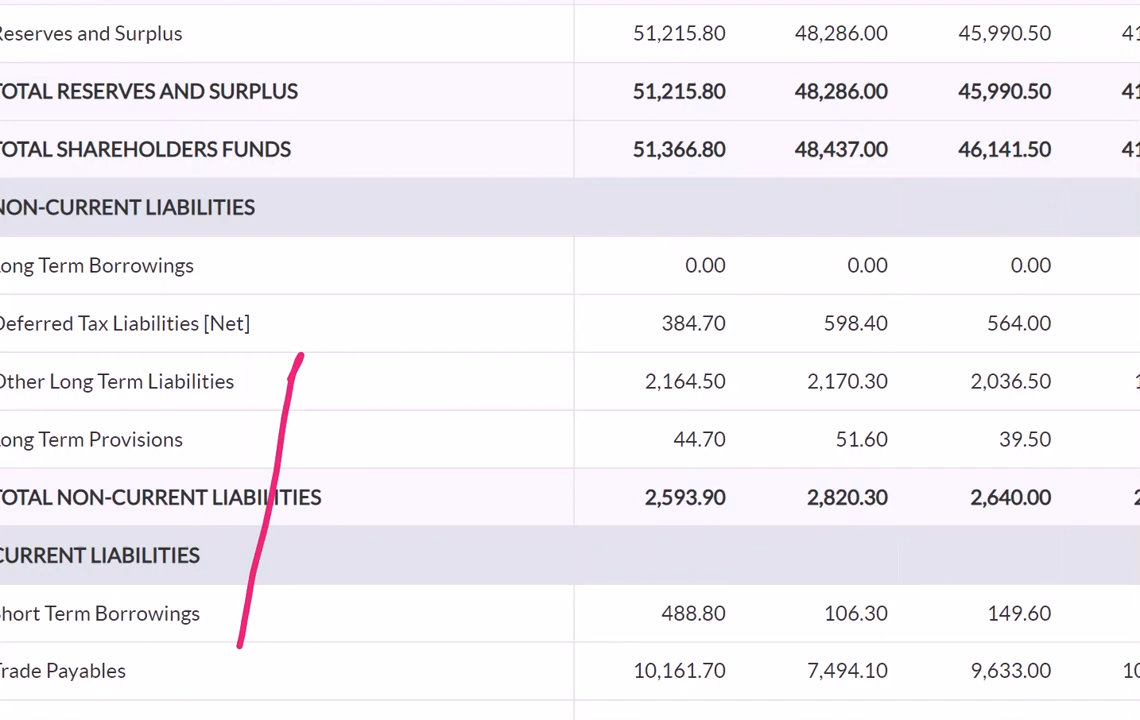 Reserves and Surplus 51,215.80 48,286.00 45,990.50 41
TOTAL RESERVES AND SURPLUS 51,215.80 48,286.00 45,990.50 41
TOTAL SHAREHOLDERS FUNDS 51,366.80 48,437.00 46,141.50 41
NON-CURRENT LIABILITIES
Long Term Borrowings 0.00 0.00 0.00
Deferred Tax Liabilities [Net] 384.70 598.40 564.00
Other Long Term Liabilities 2,164.50 2,170.30 2,036.50 1
Long Term Provisions 44.70 51.60 39.50
TOTAL NON-CURRENT LIABILITIES 2,593.90 2,820.30 2,640.00 2
CURRENT LIABILITIES
Short Term Borrowings 488.80 106.30 149.60
Trade Payables 10,161.70 7,494.10 9,633.00 10